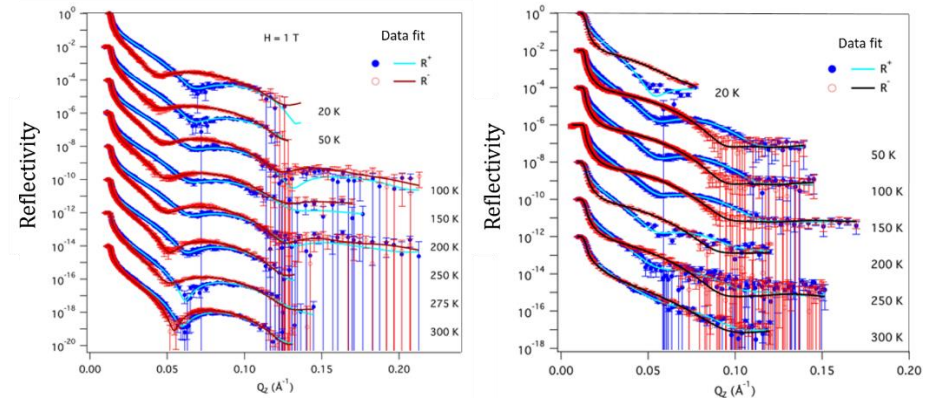 10⁰
10⁻²
10⁻⁴
10⁻⁶
10⁻⁸
10⁻¹⁰
10⁻¹²
10⁻¹⁴
10⁻¹⁶
10⁻¹⁸
10⁻²⁰
Reflectivity
H = 1 T
Data fit
R⁺
R⁻
20 K
50 K
100 K
150 K
200 K
250 K
275 K
300 K
0.00 0.05 0.10 0.15 0.20
Q_z (Å⁻¹)
10⁰
10⁻²
10⁻⁴
10⁻⁶
10⁻⁸
10⁻¹⁰
10⁻¹²
10⁻¹⁴
10⁻¹⁶
10⁻¹⁸
Reflectivity
Data fit
R⁺
R⁻
20 K
50 K
100 K
150 K
200 K
250 K
300 K
0.00 0.05 0.10 0.15 0.20
Q_z (Å⁻¹)